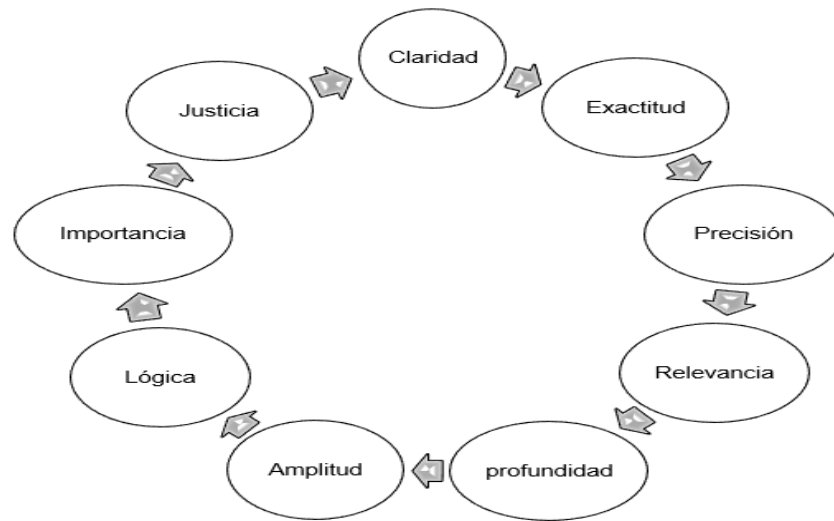 Claridad
Exactitud
Precisión
Relevancia
profundidad
Amplitud
Lógica
Importancia
Justicia